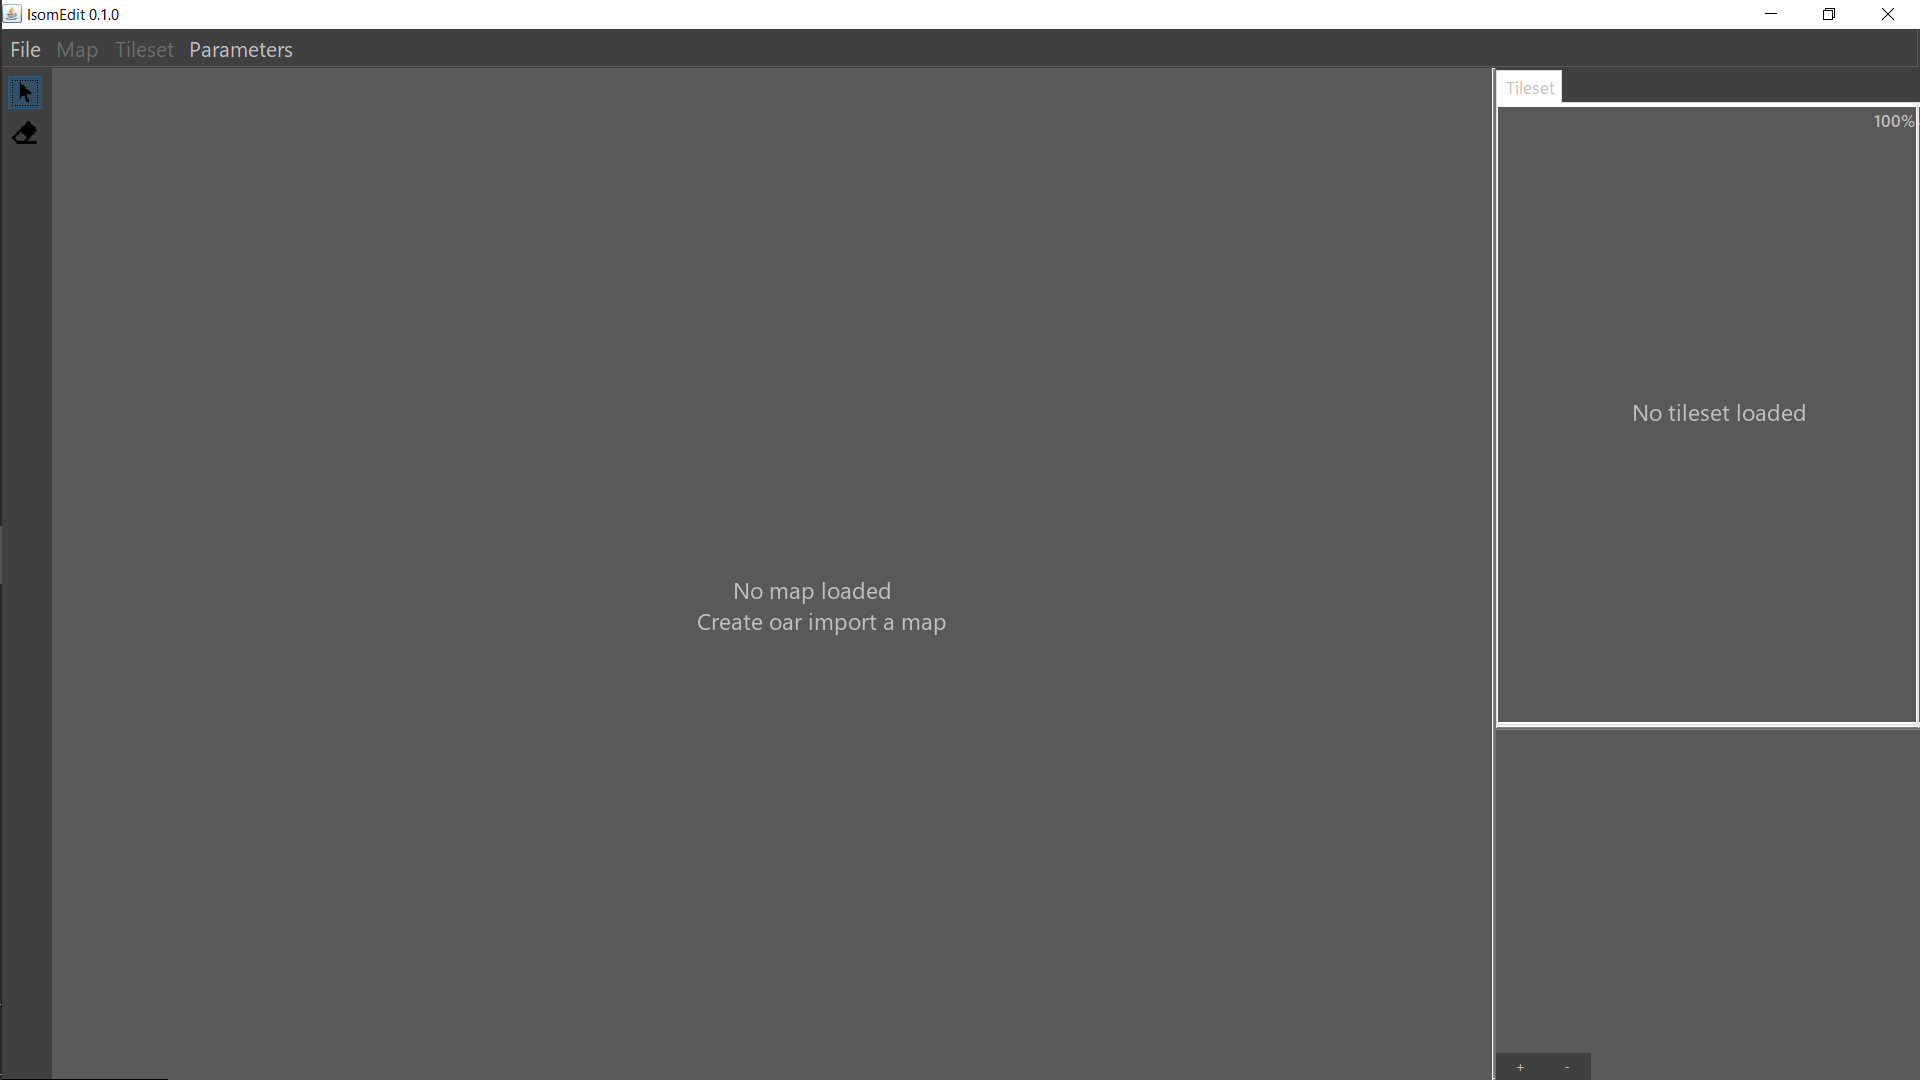 IsomEdit 0.1.0
File Map Tileset Parameters
Tileset
100%
No tileset loaded
No map loaded
Create oar import a map
+ -